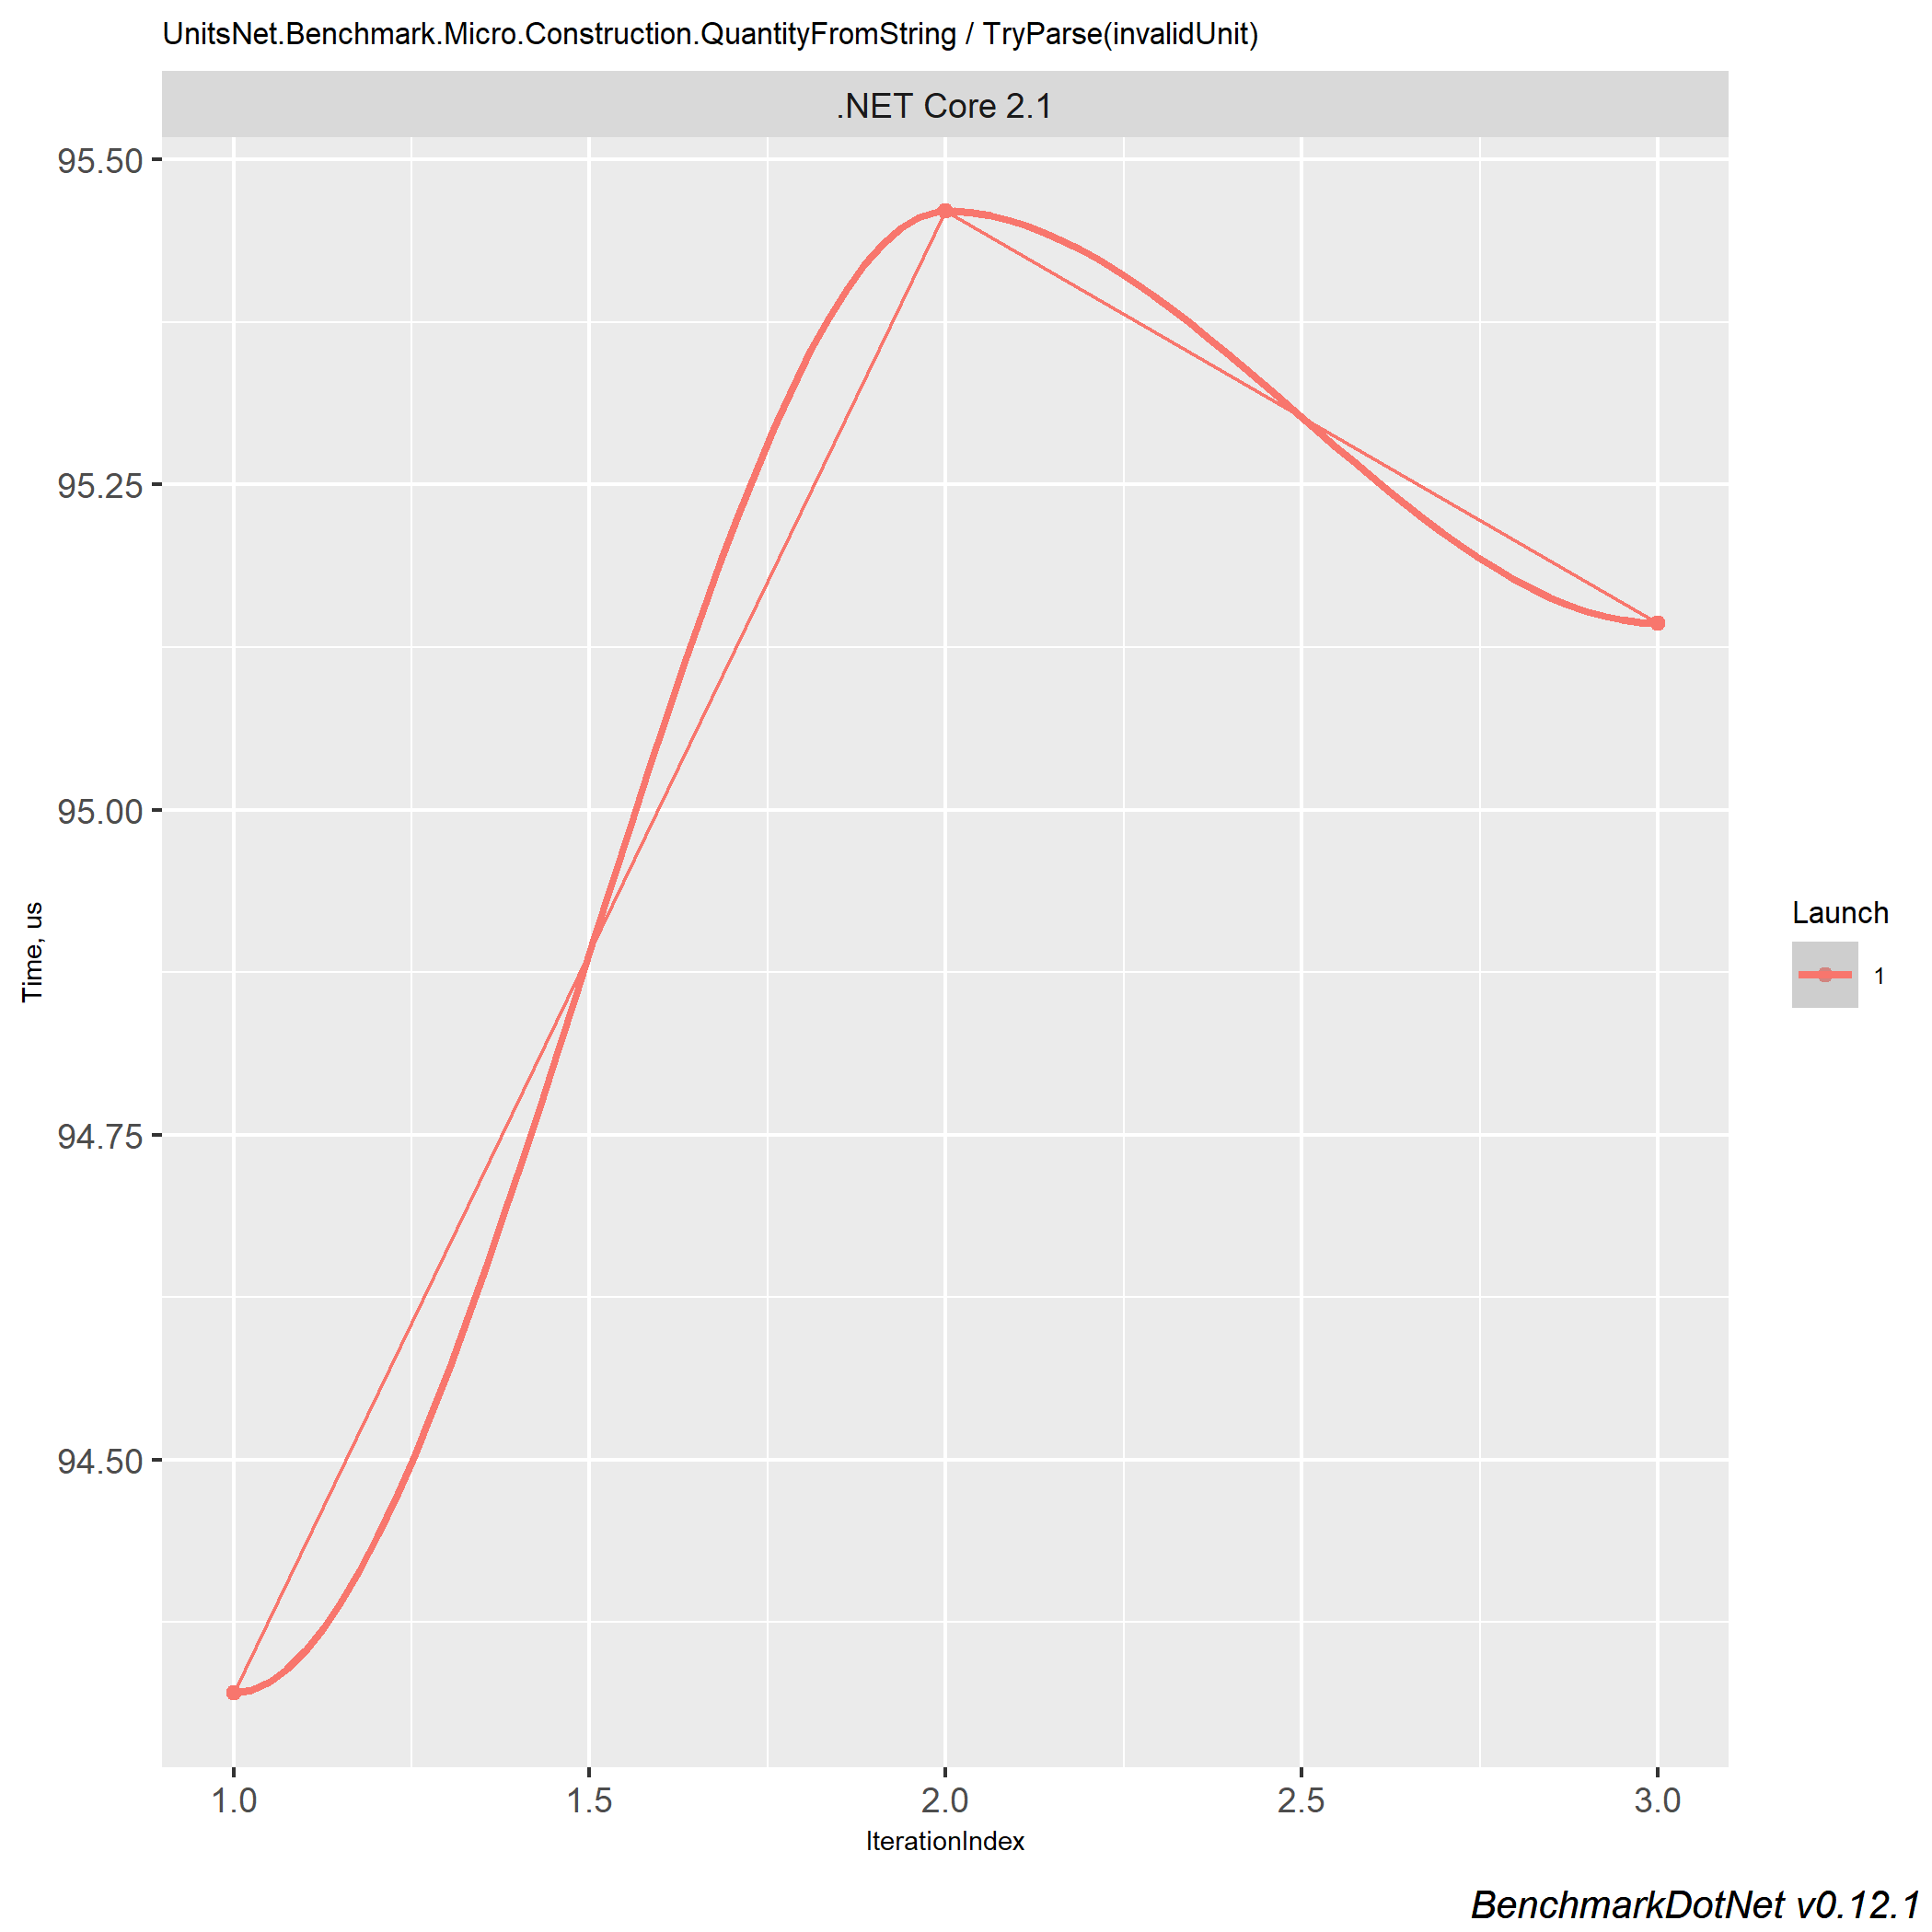 UnitsNet.Benchmark.Micro.Construction.QuantityFromString / TryParse(invalidUnit)
.NET Core 2.1
95.50
95.25
95.00
94.75
94.50
Time, us
1.0 1.5 2.0 2.5 3.0
IterationIndex
Launch
1
BenchmarkDotNet v0.12.1